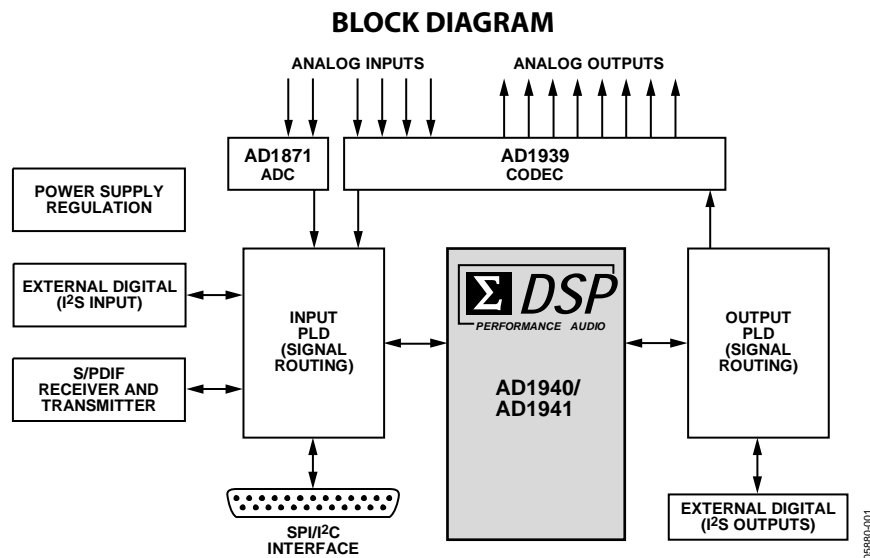 BLOCK DIAGRAM
ANALOG INPUTS
ANALOG OUTPUTS
AD1871
ADC
AD1939
CODEC
POWER SUPPLY
REGULATION
EXTERNAL DIGITAL
(I²S INPUT)
S/PDIF
RECEIVER AND
TRANSMITTER
INPUT
PLD
(SIGNAL
ROUTING)
Σ DSP
PERFORMANCE AUDIO
AD1940/
AD1941
OUTPUT
PLD
(SIGNAL
ROUTING)
SPI/I²C
INTERFACE
EXTERNAL DIGITAL
(I²S OUTPUTS)
05880-001